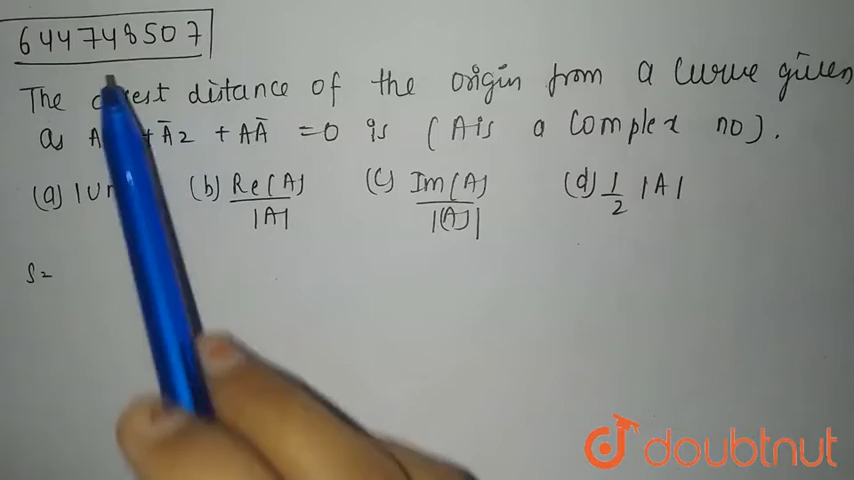 644748507
The distance of the origin from a curve given
as A + Ā2 + AĀ = 0 is (A is a complex no).
(a) (b) Re(A) / |A| (c) Im(A) / |(A)| (d) 1/2 |A|
S=
doubtnut